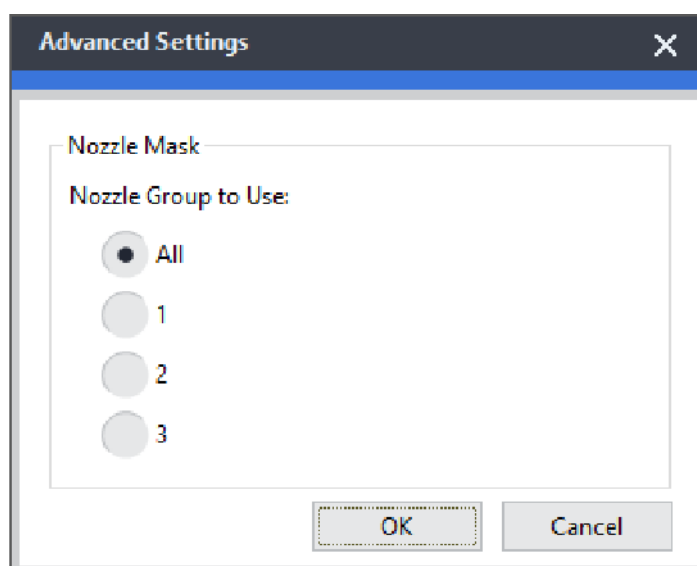 Advanced Settings
Nozzle Mask
Nozzle Group to Use:
All
1
2
3
OK Cancel